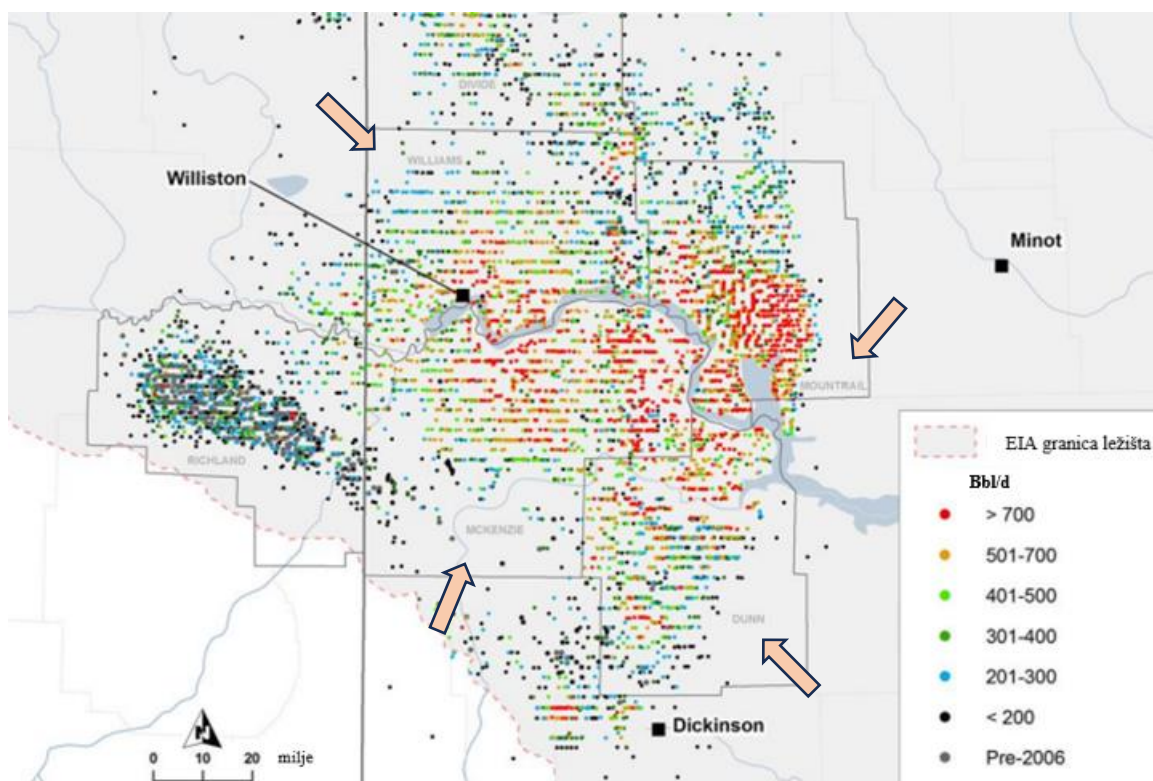 DIVIDE
WILLIAMS
Williston
Minot
MOUNTRAIL
RICHLAND
MCKENZIE
DUNN
Dickinson
EIA granica ležišta
Bbl/d
> 700
501-700
401-500
301-400
201-300
< 200
Pre-2006
N
0 10 20 milje